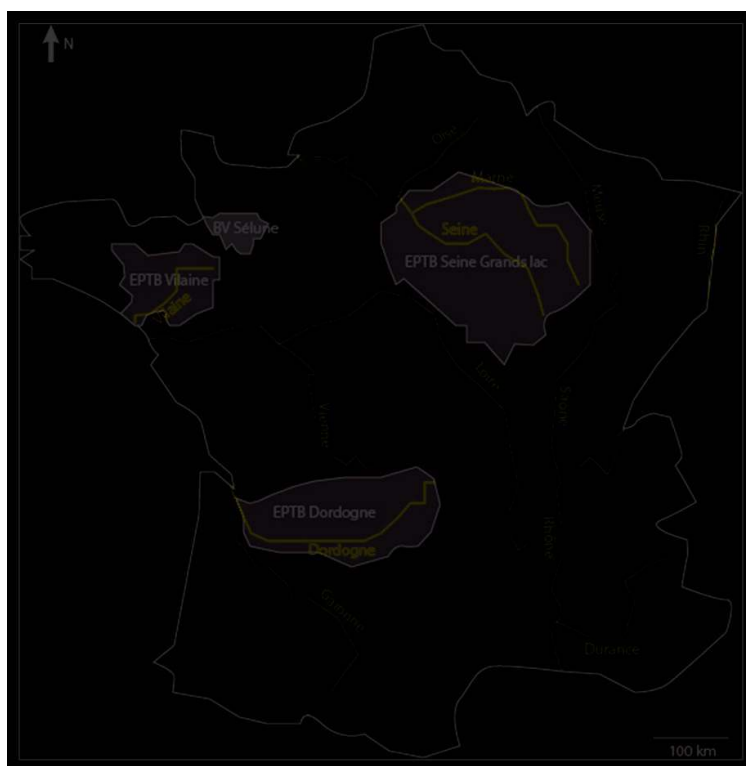 N
Oise
Marne
Meuse
BV Sélune
Seine
Rhin
EPTB Seine Grands lac
EPTB Vilaine
Vilaine
Loire
Saône
Vienne
EPTB Dordogne
Rhône
Dordogne
Garonne
Durance
100 km